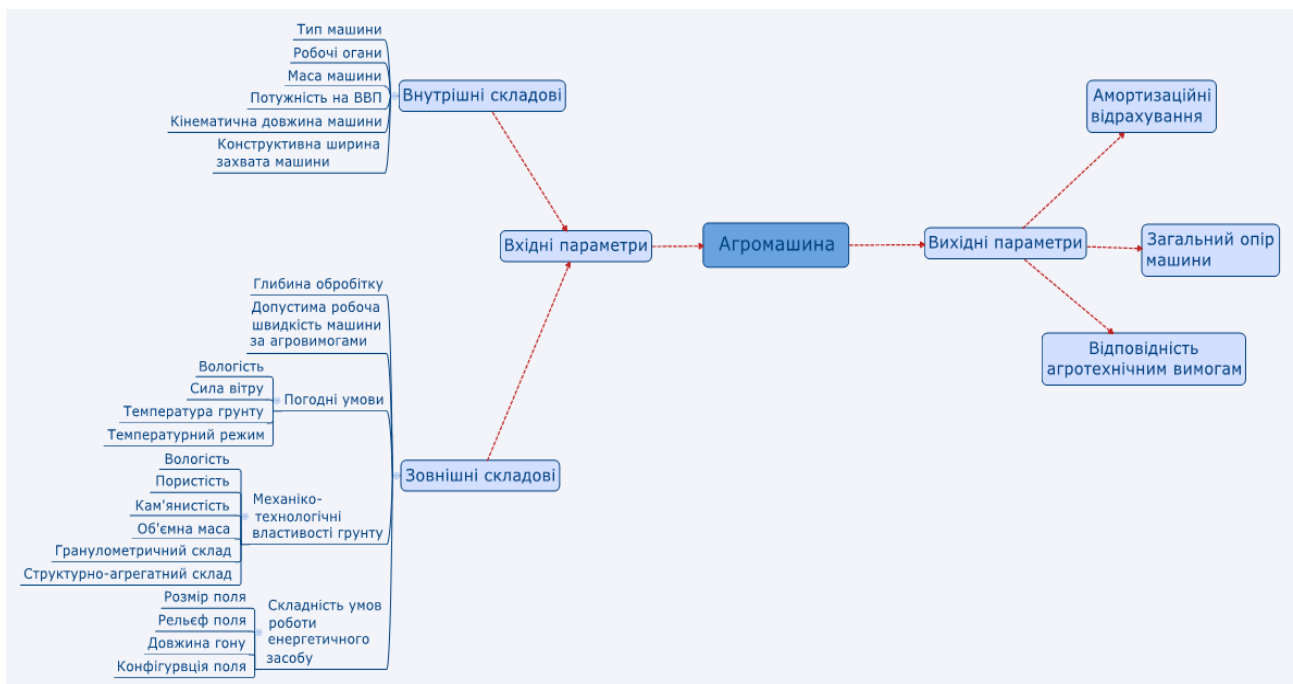 Тип машини
Робочі огани
Маса машини
Потужність на ВВП
Кінематична довжина машини
Конструктивна ширина
захвата машини
Внутрішні складові
Глибина обробітку
Допустима робоча
швидкість машини
за агровимогами
Вологість
Сила вітру
Температура грунту
Температурний режим
Погодні умови
Вологість
Пористість
Кам'янистість
Об'ємна маса
Гранулометричний склад
Структурно-агрегатний склад
Механіко-
технологічні
властивості грунту
Розмір поля
Рельєф поля
Довжина гону
Конфігурвція поля
Складність умов
роботи
енергетичного
засобу
Зовнішні складові
Вхідні параметри
Агромашина
Вихідні параметри
Амортизаційні
відрахування
Загальний опір
машини
Відповідність
агротехнічним вимогам